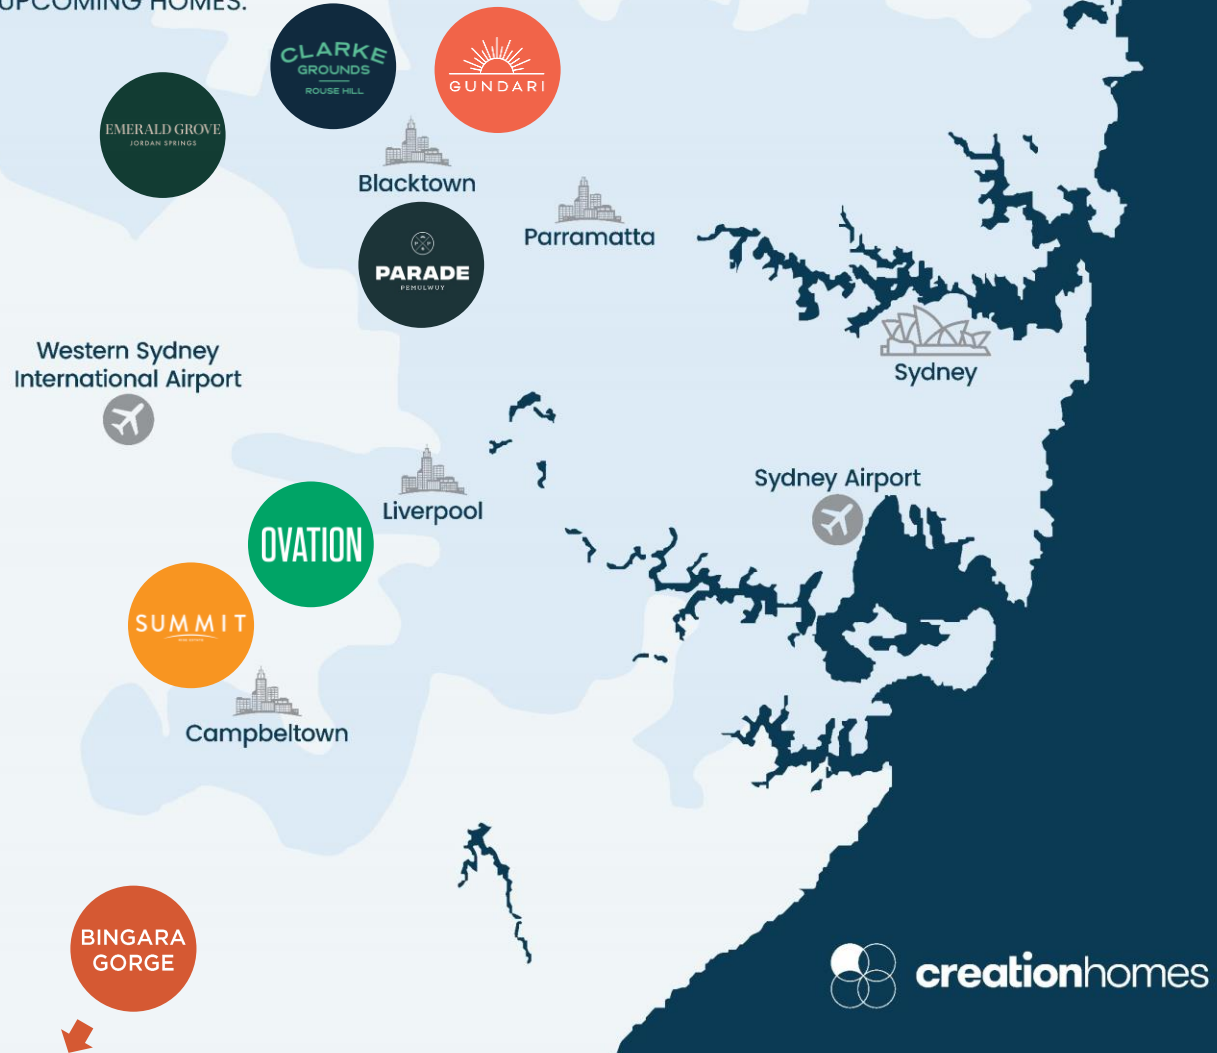 UPCOMING HOMES.
CLARKE
GROUNDS
ROUSE HILL
GUNDARI
EMERALD GROVE
JORDAN SPRINGS
Blacktown
Parramatta
PARADE
PEMULWUY
Sydney
Western Sydney
International Airport
Liverpool
Sydney Airport
OVATION
SUMMIT
Campbeltown
BINGARA
GORGE
creationhomes